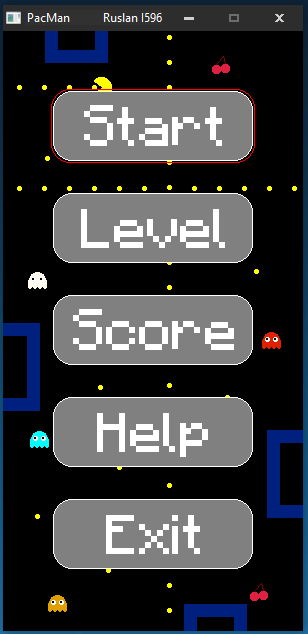 PacMan Ruslan I596
Start
Level
Score
Help
Exit